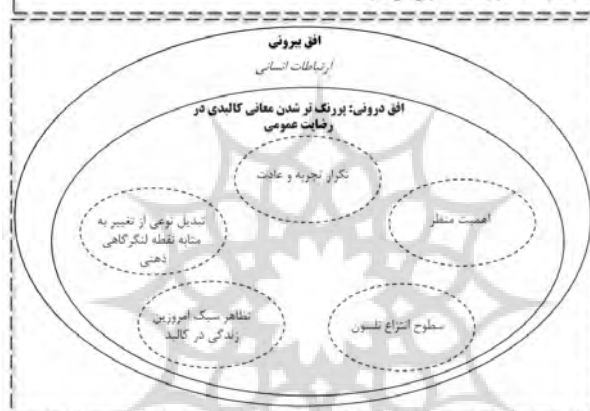 افق بیرونی
ارتباطات انسانی
افق درونی: پررنگ تر شدن معانی کالبدی در
رضایت عمومی
تکرار تجربه و عادت
اهمیت منظر
تبدیل نوعی از تغییر به
مثابه نقطه لنگرگاهی
ذهنی
سطوح انتزاع نلسون
تظاهر سبک امروزین
زندگی در کالبد